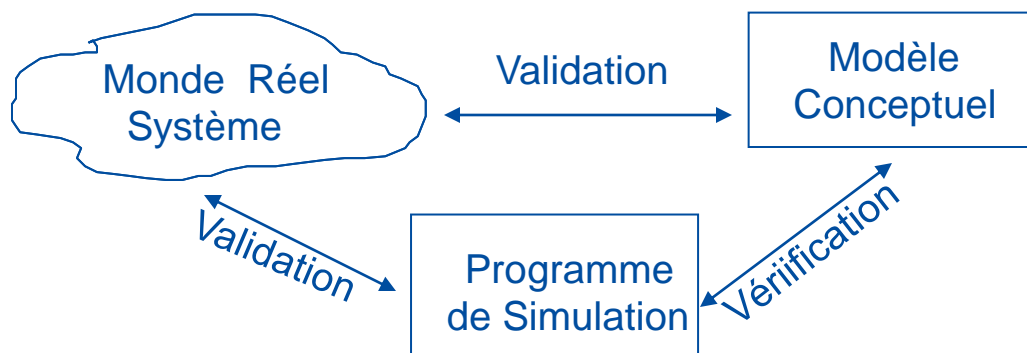 Monde Réel
Système
Validation
Modèle
Conceptuel
Validation
Programme
de Simulation
Vériification